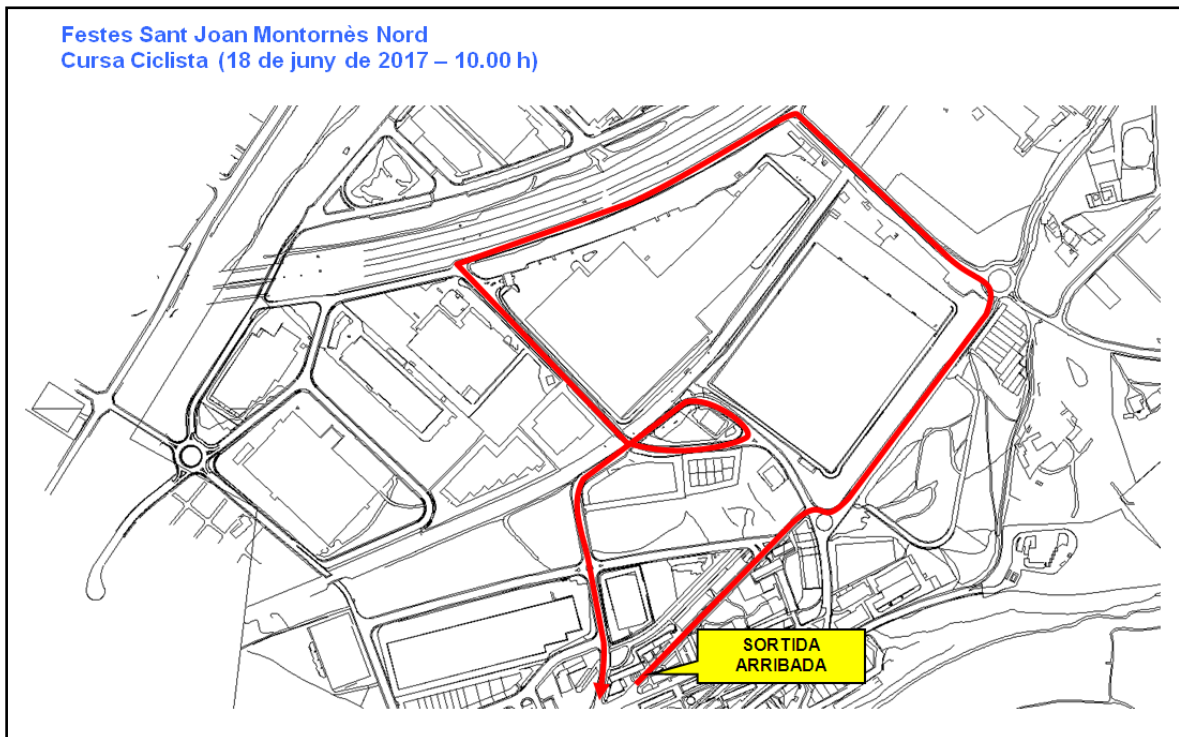 Festes Sant Joan Montornès Nord
Cursa Ciclista (18 de juny de 2017 – 10.00 h)
SORTIDA
ARRIBADA